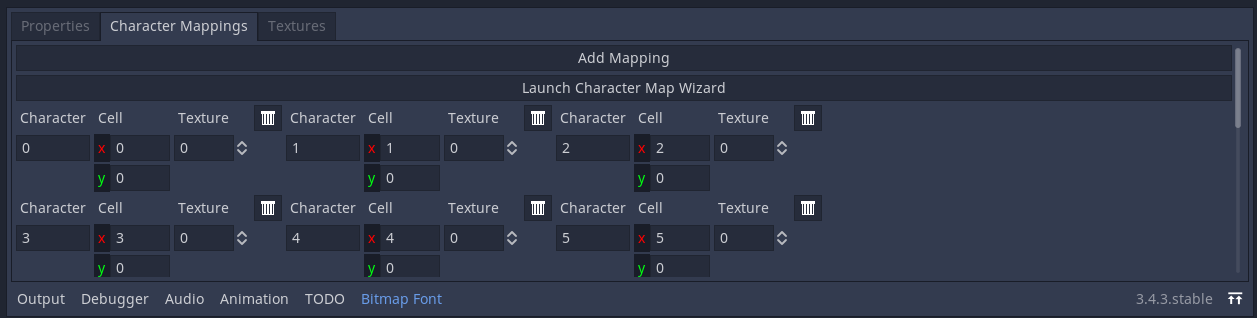 Properties Character Mappings Textures
Add Mapping
Launch Character Map Wizard
Character Cell Texture Character Cell Texture Character Cell Texture
0 x 0 0 1 x 1 0 2 x 2 0
y 0 y 0 y 0
Character Cell Texture Character Cell Texture Character Cell Texture
3 x 3 0 4 x 4 0 5 x 5 0
y 0 y 0 y 0
Output Debugger Audio Animation TODO Bitmap Font 3.4.3.stable